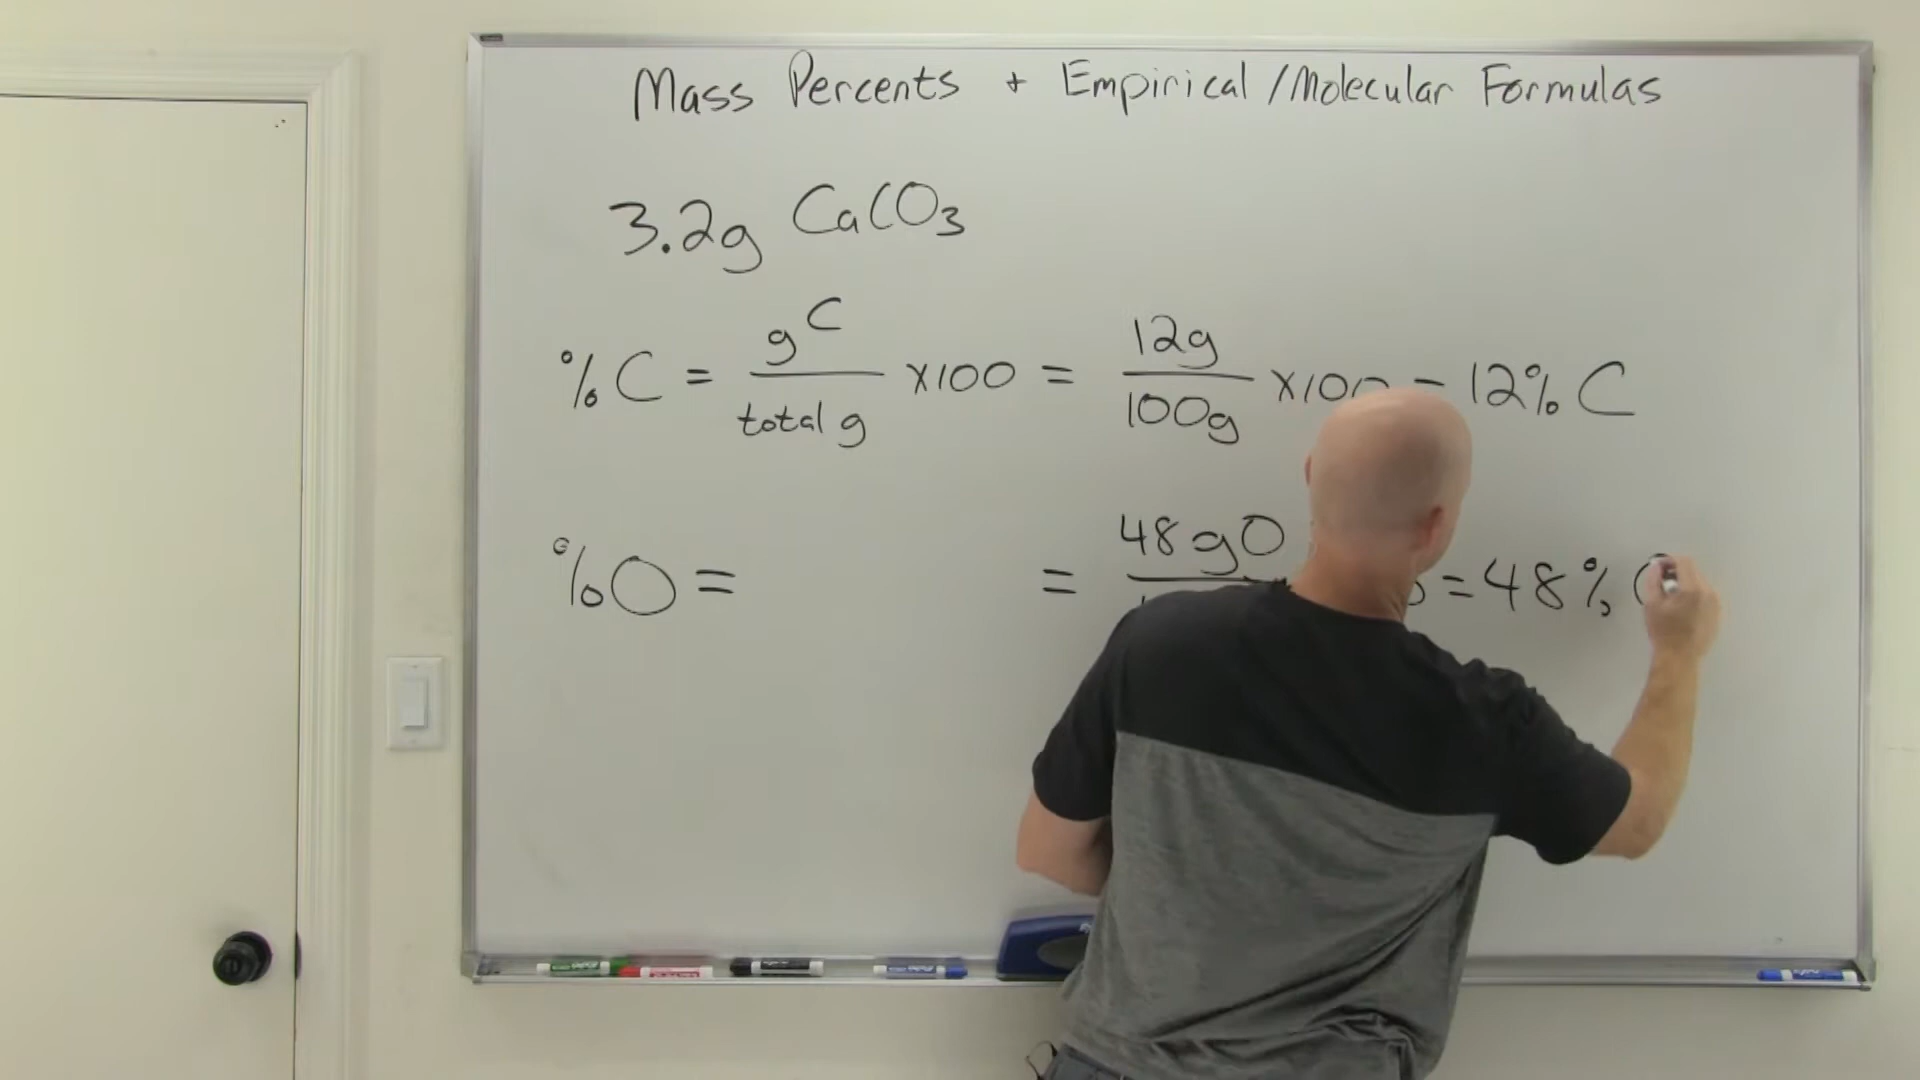 Mass Percents + Empirical/Molecular Formulas
3.2g CaCO₃
% C = g C / total g x100 = 12g / 100g x100 = 12% C
% O = = 48 g O = 48%